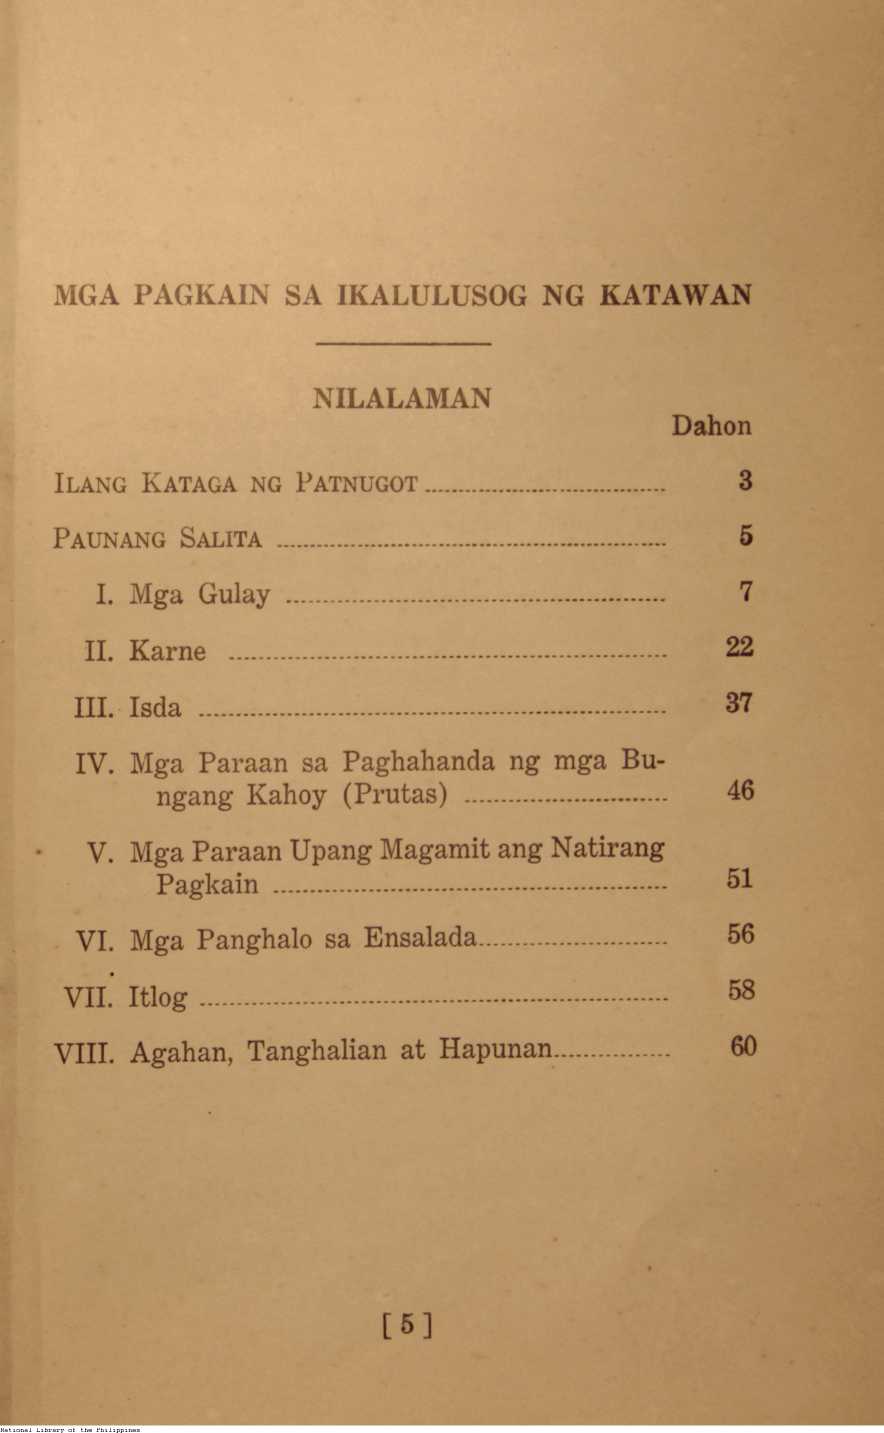 MGA PAGKAIN SA IKALULUSOG NG KATAWAN
NILALAMAN
Dahon
ILANG KATAGA NG PATNUGOT 3
PAUNANG SALITA 5
I. Mga Gulay 7
II. Karne 22
III. Isda 37
IV. Mga Paraan sa Paghahanda ng mga Bu-
ngang Kahoy (Prutas) 46
V. Mga Paraan Upang Magamit ang Natirang
Pagkain 51
VI. Mga Panghalo sa Ensalada 56
VII. Itlog 58
VIII. Agahan, Tanghalian at Hapunan 60
[ 5 ]
National Library of the Philippines